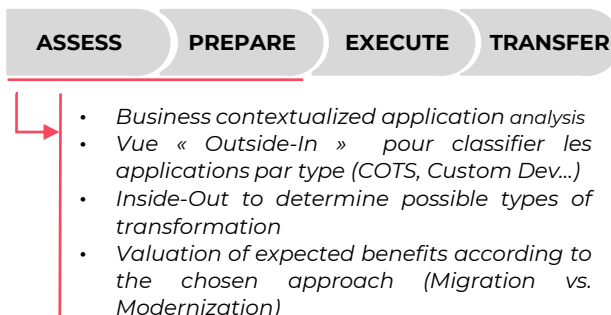 ASSESS PREPARE EXECUTE TRANSFER
• Business contextualized application analysis
• Vue « Outside-In » pour classifier les
applications par type (COTS, Custom Dev...)
• Inside-Out to determine possible types of
transformation
• Valuation of expected benefits according to
the chosen approach (Migration vs.
Modernization)